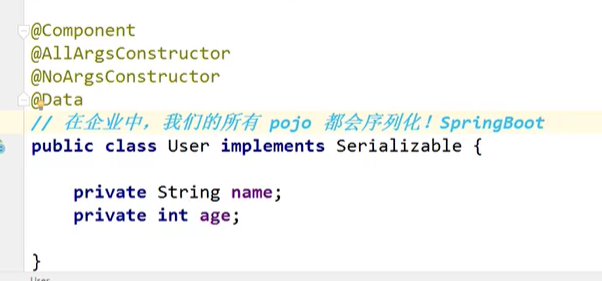 @Component
@AllArgsConstructor
@NoArgsConstructor
@Data
// 在企业中，我们的所有 pojo 都会序列化！SpringBoot
public class User implements Serializable {
private String name;
private int age;
}
User